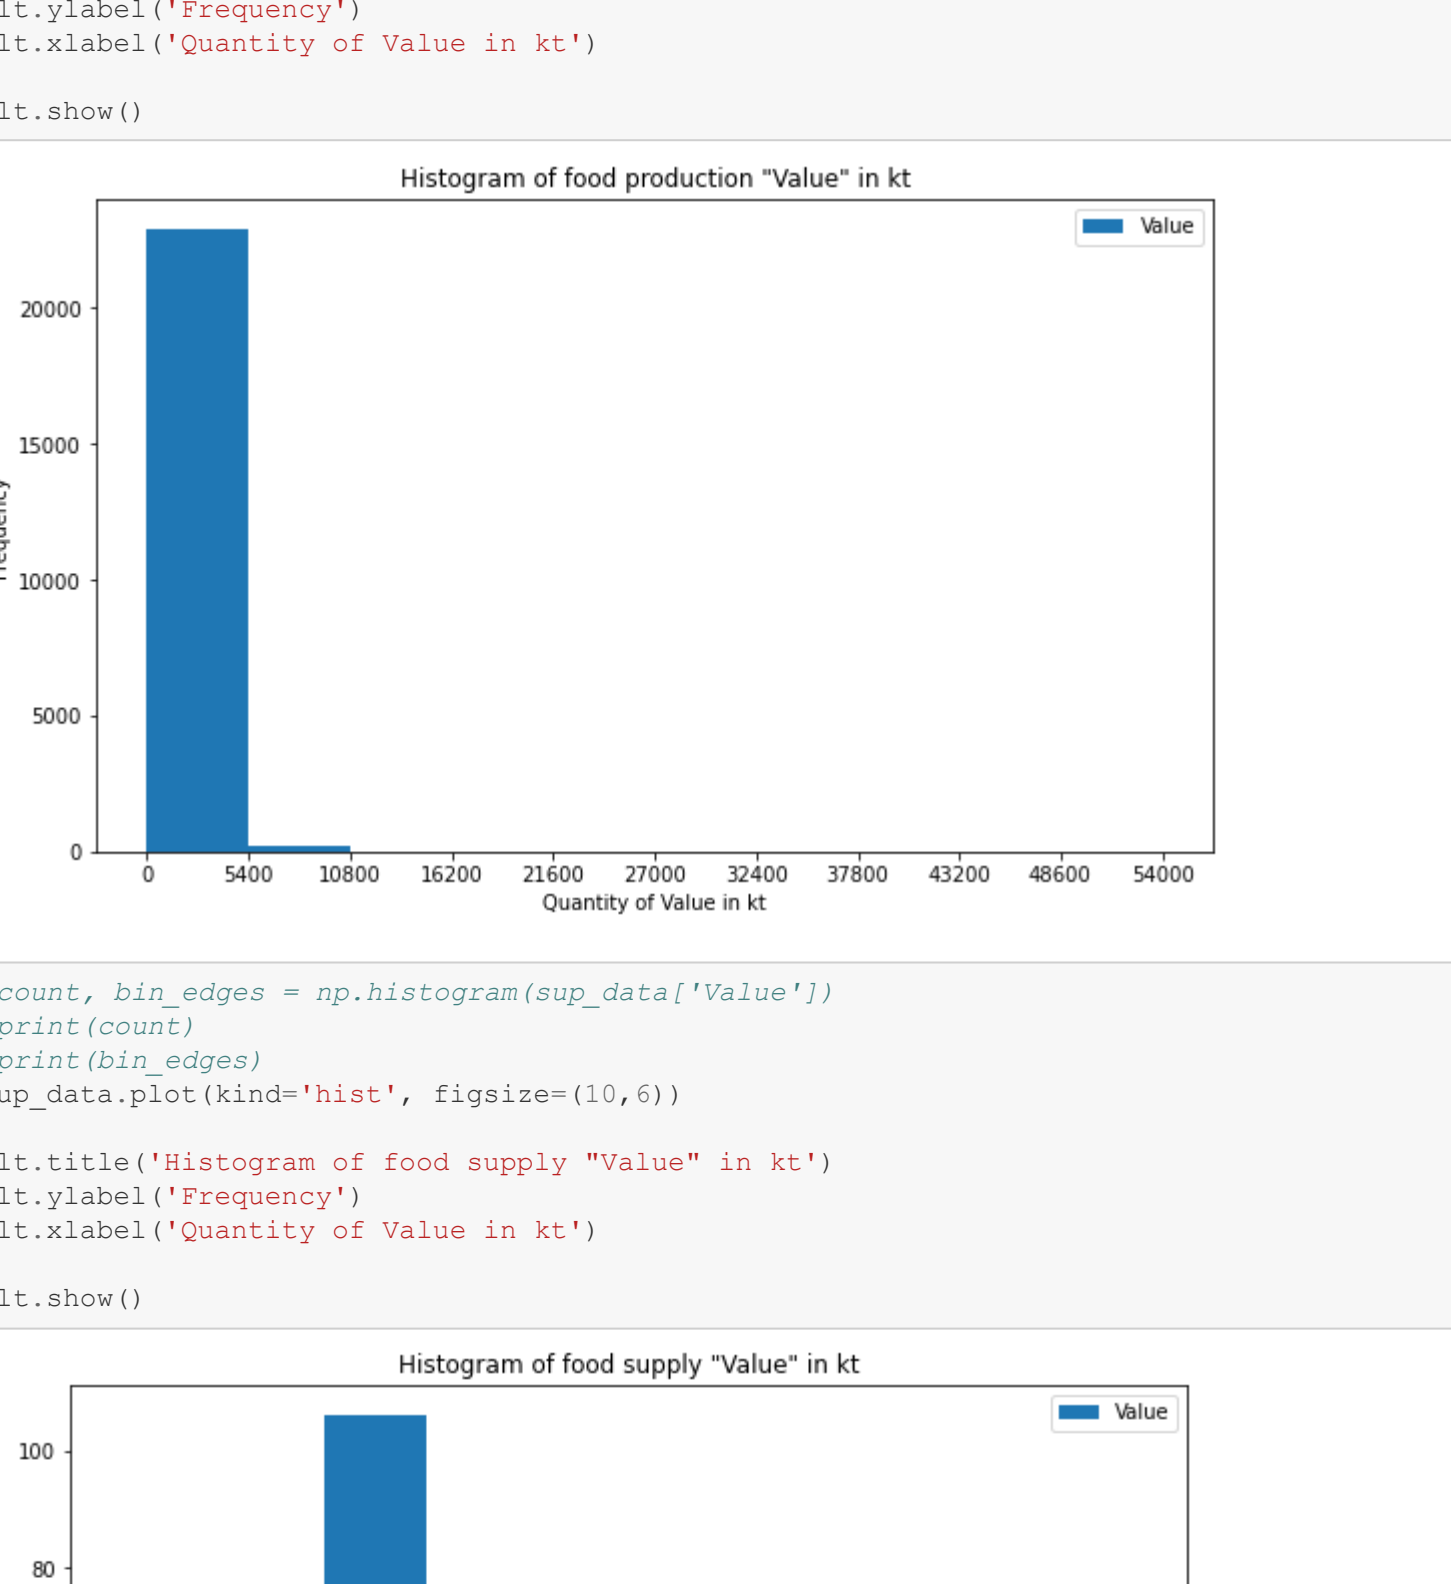 lt.ylabel('Frequency')
lt.xlabel('Quantity of Value in kt')
lt.show()
Histogram of food production "Value" in kt
Value
20000
15000
10000
5000
0
Frequency
0 5400 10800 16200 21600 27000 32400 37800 43200 48600 54000
Quantity of Value in kt
count, bin_edges = np.histogram(sup_data['Value'])
print(count)
print(bin_edges)
up_data.plot(kind='hist', figsize=(10,6))
lt.title('Histogram of food supply "Value" in kt')
lt.ylabel('Frequency')
lt.xlabel('Quantity of Value in kt')
lt.show()
Histogram of food supply "Value" in kt
Value
100
80